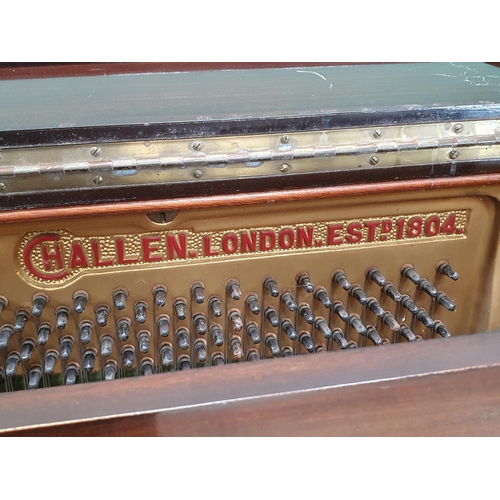 CHALLEN. LONDON. ESTD 1804.